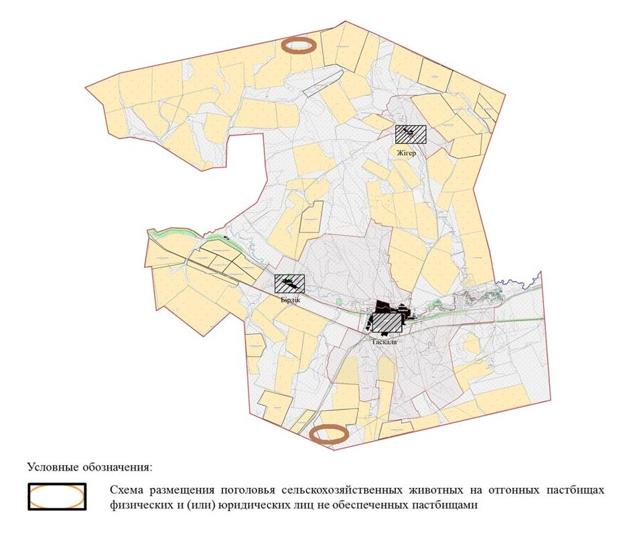 Жігер
Бірлік
Таскала
Условные обозначения:
Схема размещения поголовья сельскохозяйственных животных на отгонных пастбищах
физических и (или) юридических лиц не обеспеченных пастбищами